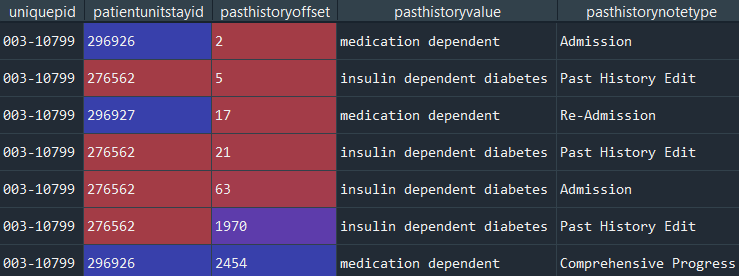 uniquepid patientunitstayid pasthistoryoffset pasthistoryvalue pasthistorynotetype
003-10799 296926 2 medication dependent Admission
003-10799 276562 5 insulin dependent diabetes Past History Edit
003-10799 296927 17 medication dependent Re-Admission
003-10799 276562 21 insulin dependent diabetes Past History Edit
003-10799 276562 63 insulin dependent diabetes Admission
003-10799 276562 1970 insulin dependent diabetes Past History Edit
003-10799 296926 2454 medication dependent Comprehensive Progress